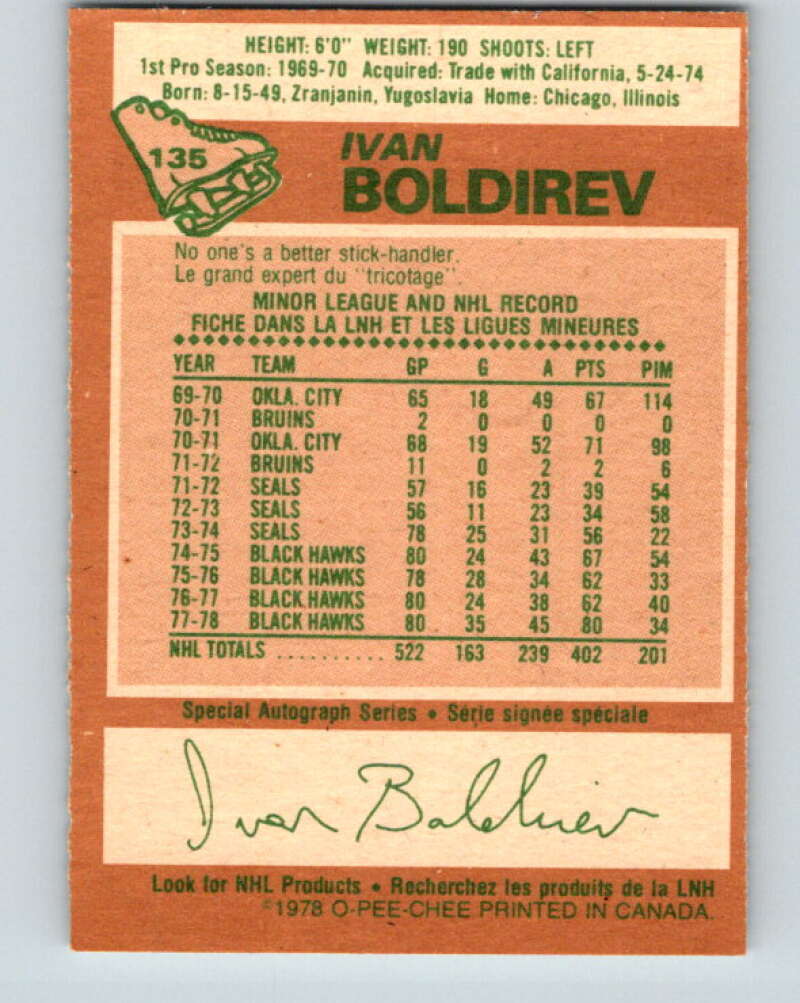 HEIGHT: 6'0" WEIGHT: 190 SHOOTS: LEFT
1st Pro Season: 1969-70 Acquired: Trade with California, 5-24-74
Born: 8-15-49, Zranjanin, Yugoslavia Home: Chicago, Illinois
135
IVAN
BOLDIREV
No one's a better stick-handler.
Le grand expert du "tricotage".
MINOR LEAGUE AND NHL RECORD
FICHE DANS LA LNH ET LES LIGUES MINEURES
YEAR TEAM GP G A PTS PIM
69-70 OKLA. CITY 65 18 49 67 114
70-71 BRUINS 2 0 0 0 0
70-71 OKLA. CITY 68 19 52 71 98
71-72 BRUINS 11 0 2 2 6
71-72 SEALS 57 16 23 39 54
72-73 SEALS 56 11 23 34 58
73-74 SEALS 78 25 31 56 22
74-75 BLACK HAWKS 80 24 43 67 54
75-76 BLACK HAWKS 78 28 34 62 33
76-77 BLACK HAWKS 80 24 38 62 40
77-78 BLACK HAWKS 80 35 45 80 34
NHL TOTALS .......... 522 163 239 402 201
Special Autograph Series • Série signée spéciale
Ivan Boldirev
Look for NHL Products • Recherchez les produits de la LNH
©1978 O-PEE-CHEE PRINTED IN CANADA.